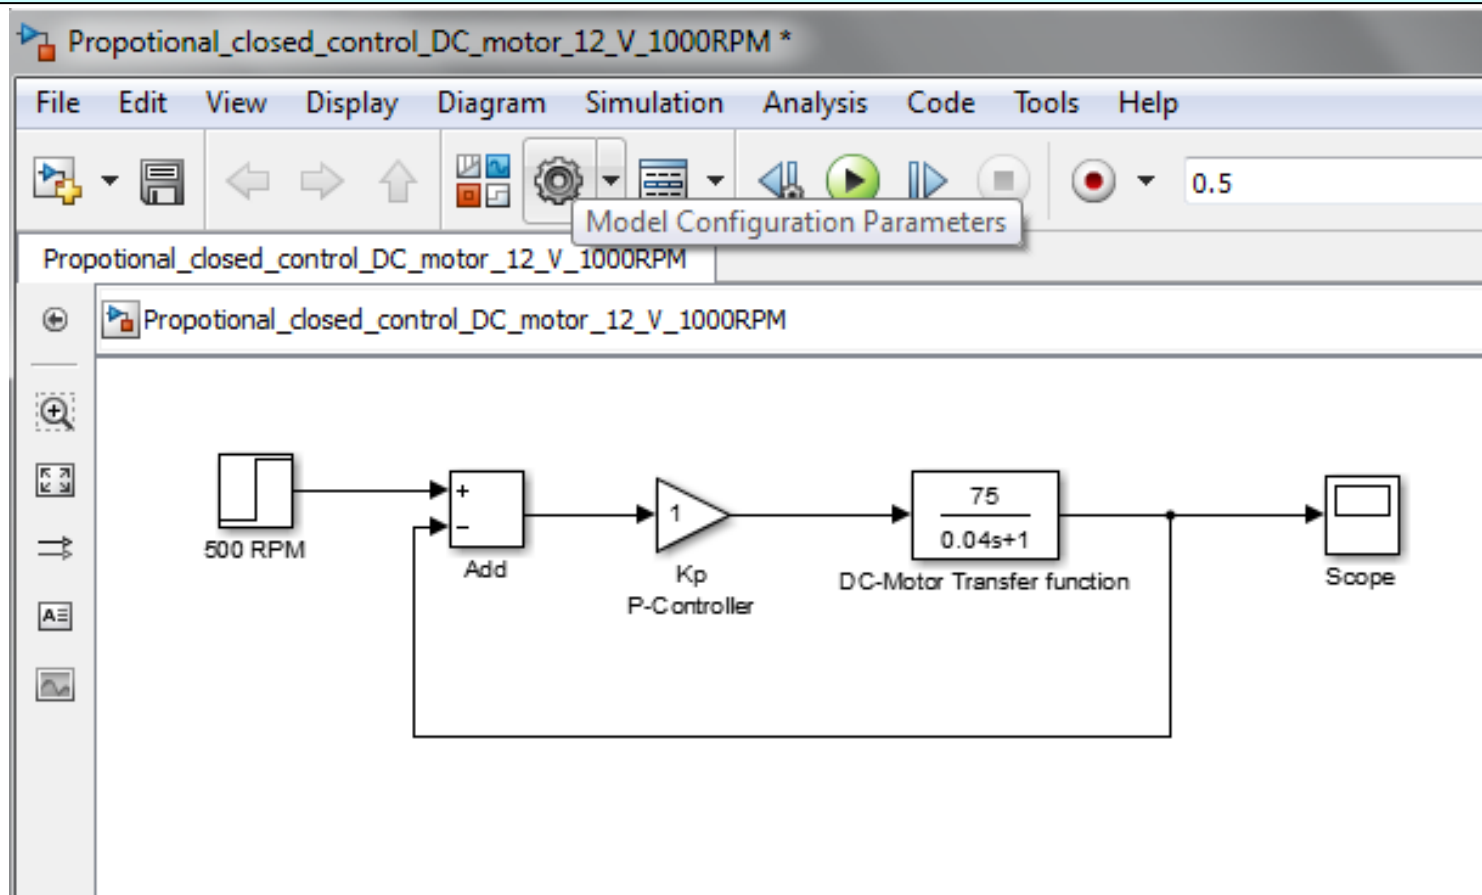 Propotional_closed_control_DC_motor_12_V_1000RPM *
File Edit View Display Diagram Simulation Analysis Code Tools Help
0.5
Model Configuration Parameters
Propotional_closed_control_DC_motor_12_V_1000RPM
Propotional_closed_control_DC_motor_12_V_1000RPM
500 RPM
+
−
Add
1
Kp
P-Controller
75
0.04s+1
DC-Motor Transfer function
Scope